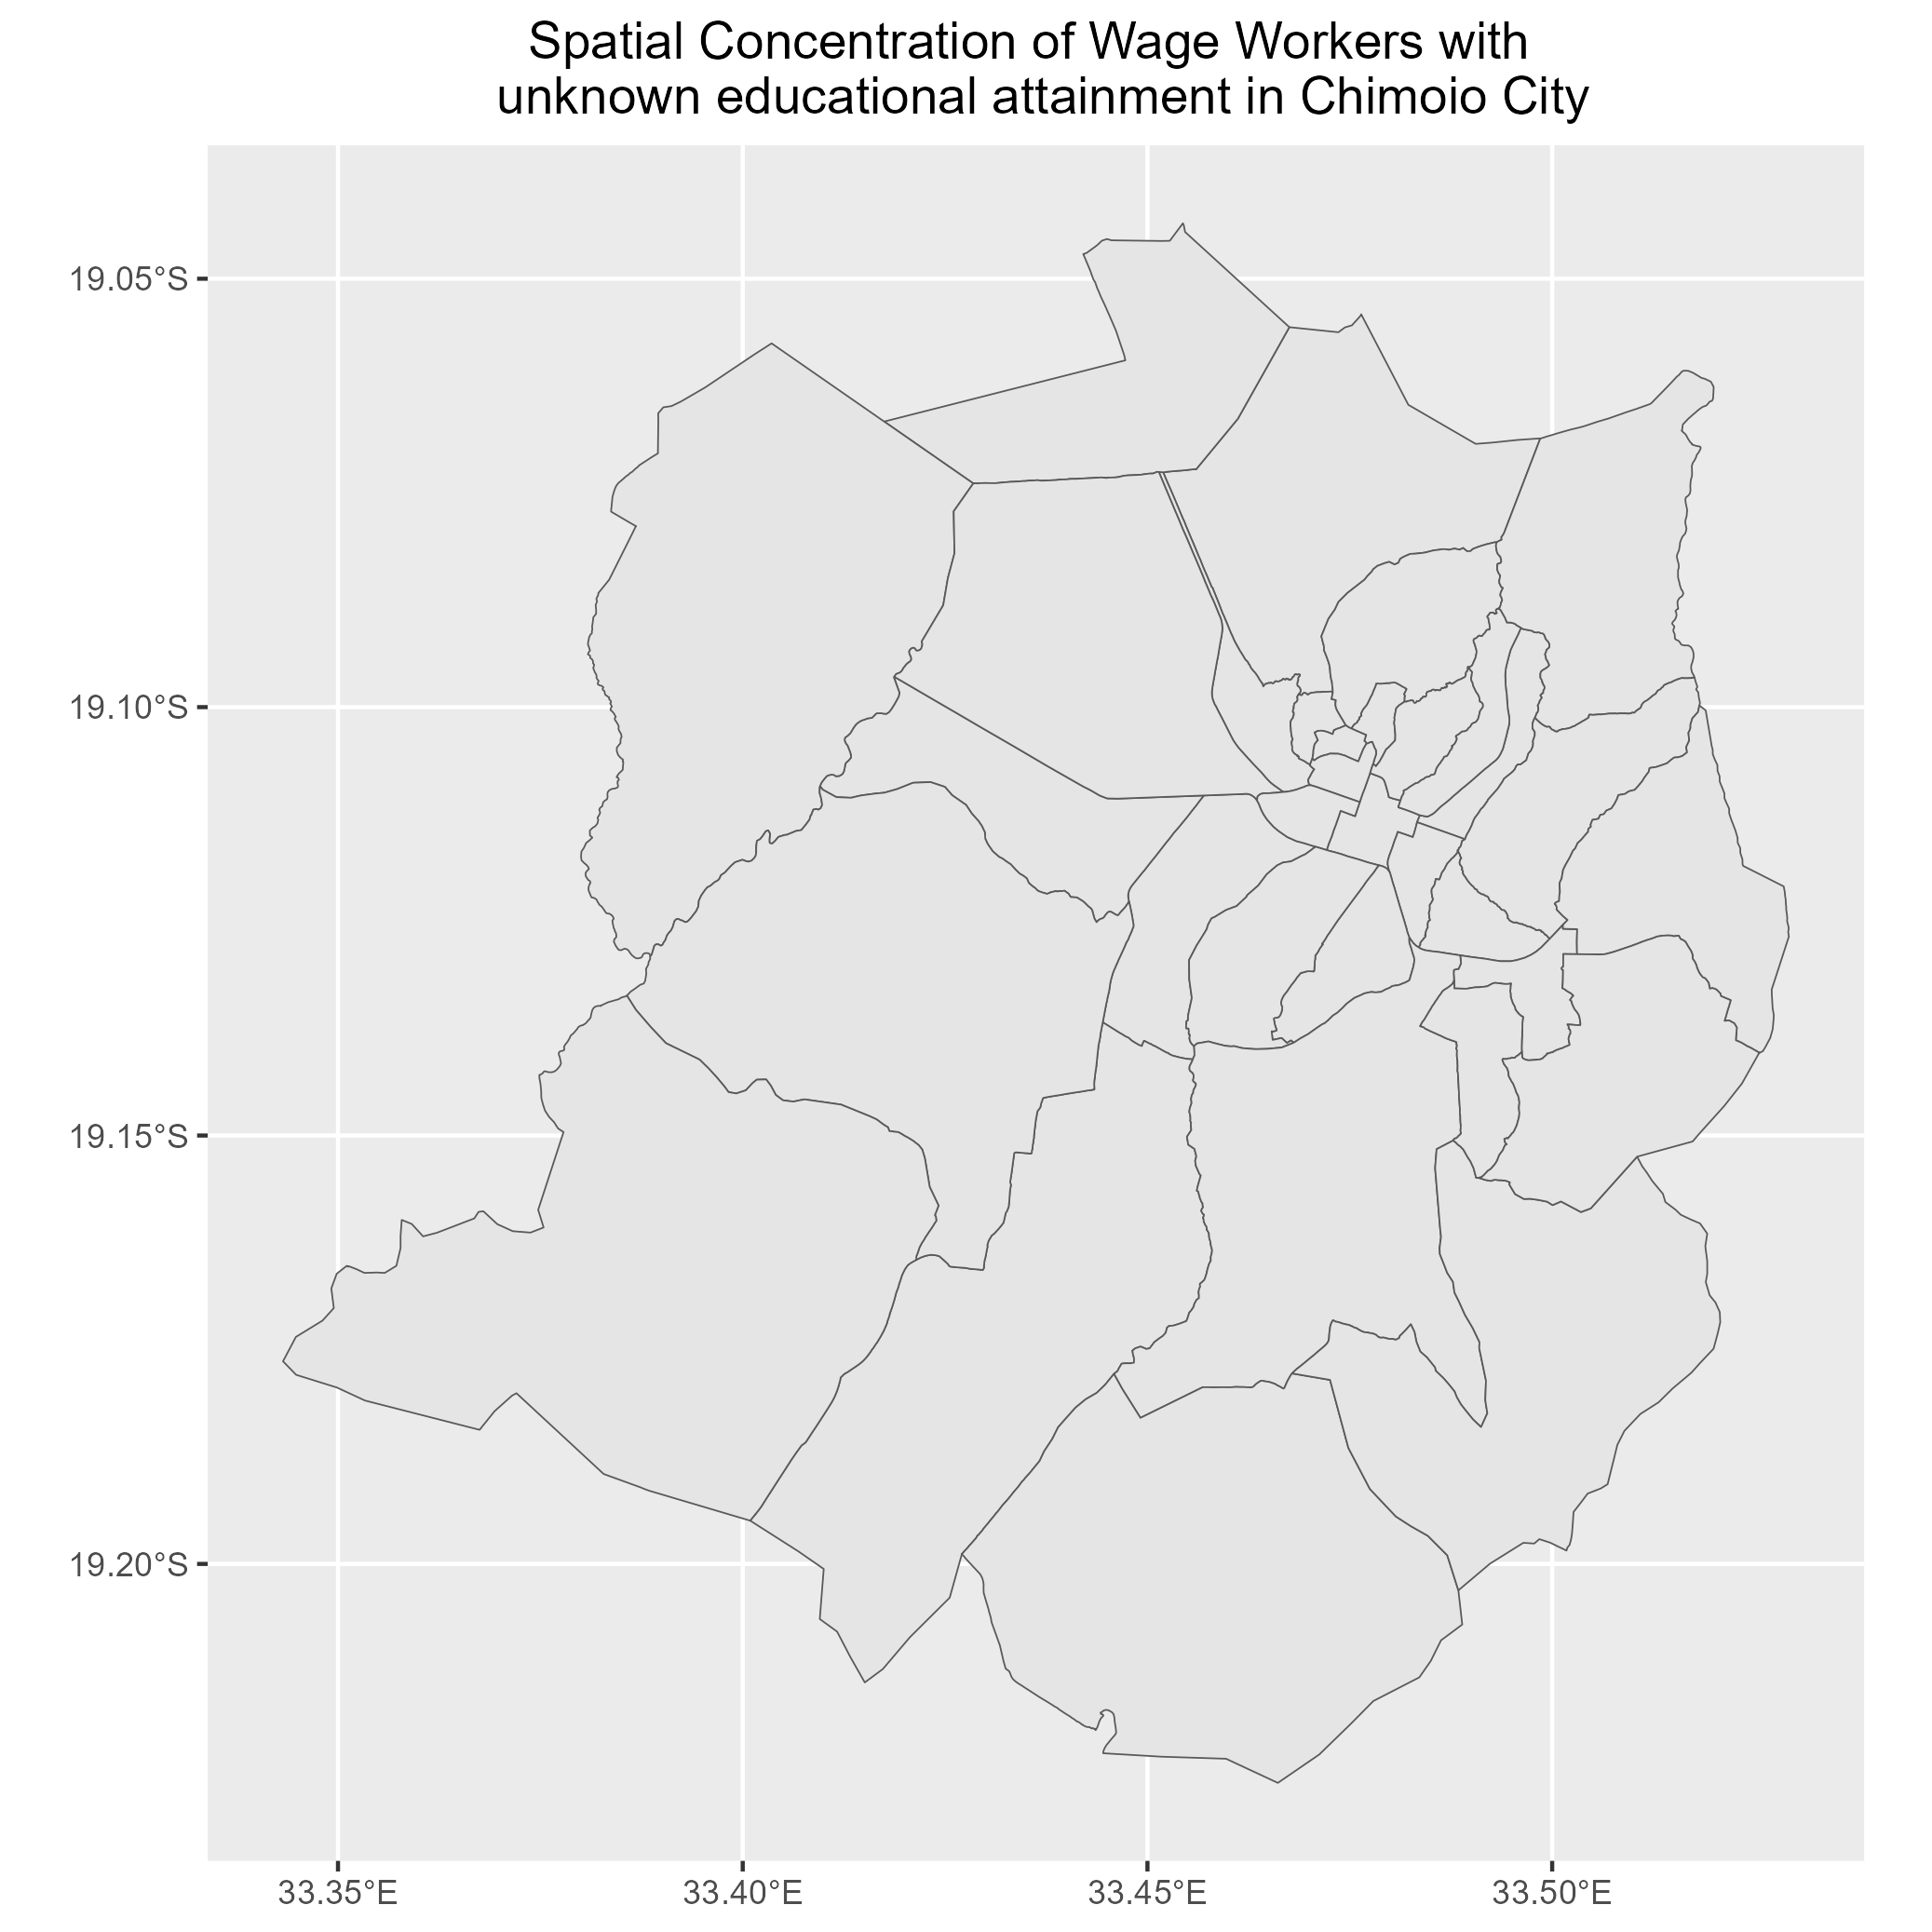 Spatial Concentration of Wage Workers with
unknown educational attainment in Chimoio City
19.05°S
19.10°S
19.15°S
19.20°S
33.35°E
33.40°E
33.45°E
33.50°E